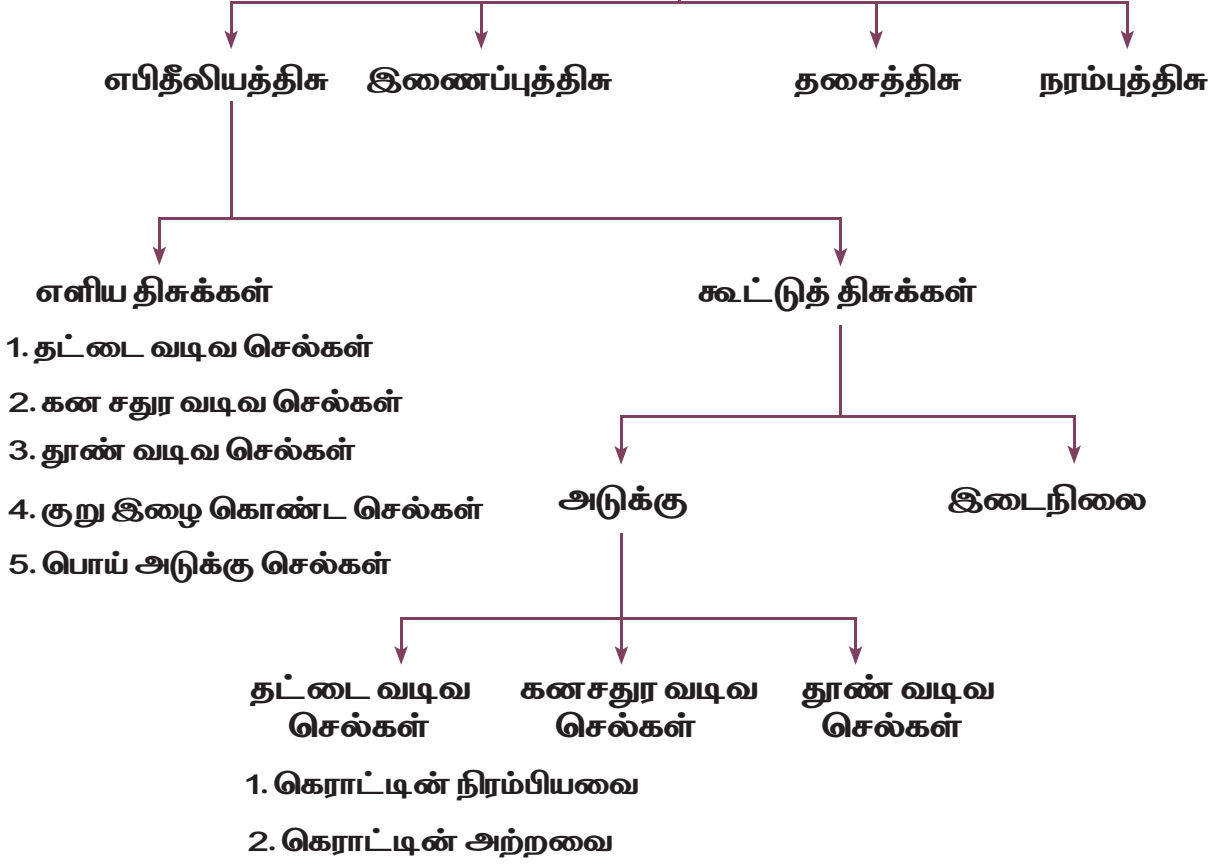 எபிதீலியத்திசு இணைப்புத்திசு தசைத்திசு நரம்புத்திசு
எளிய திசுக்கள் கூட்டுத் திசுக்கள்
1. தட்டை வடிவ செல்கள்
2. கன சதுர வடிவ செல்கள்
3. தூண் வடிவ செல்கள்
4. குறு இழை கொண்ட செல்கள்
5. பொய் அடுக்கு செல்கள்
அடுக்கு இடைநிலை
தட்டை வடிவ
செல்கள்
கனசதுர வடிவ
செல்கள்
தூண் வடிவ
செல்கள்
1. கெராட்டின் நிரம்பியவை
2. கெராட்டின் அற்றவை